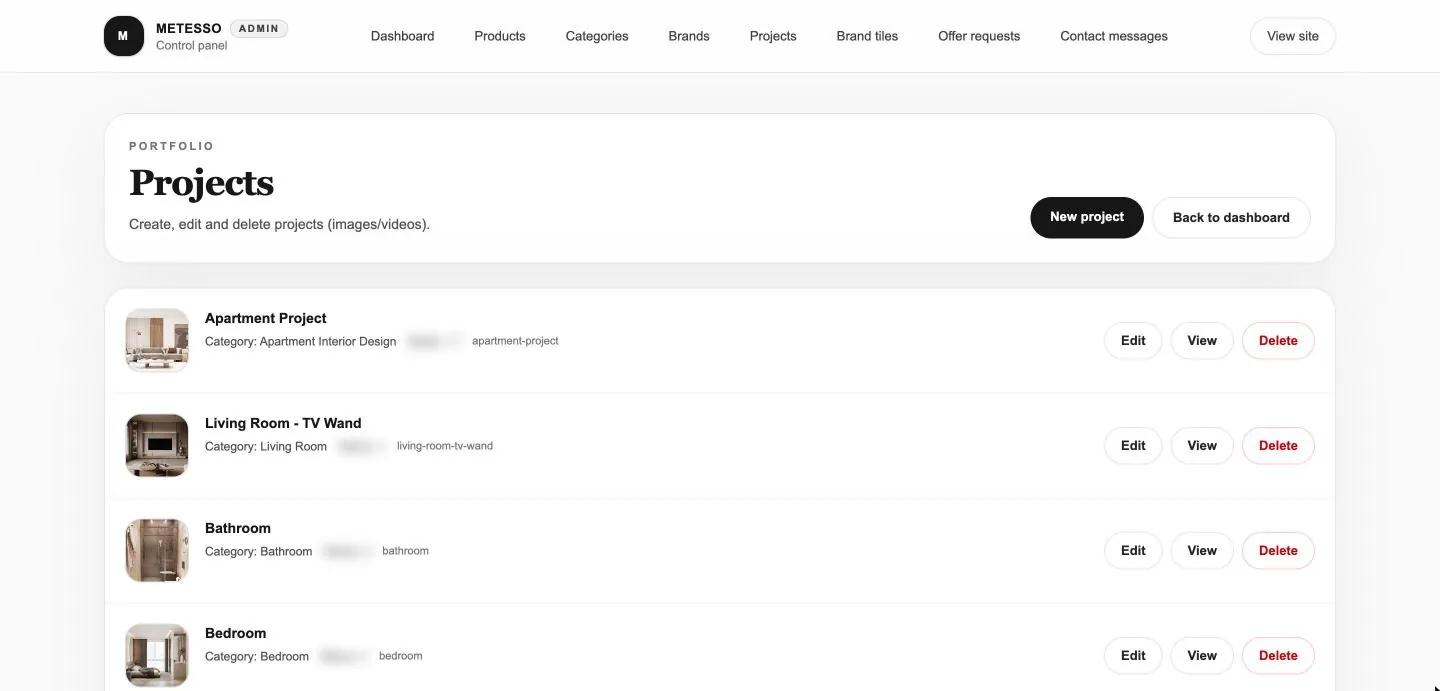 M
METESSO ADMIN
Control panel
Dashboard Products Categories Brands Projects Brand tiles Offer requests Contact messages View site
PORTFOLIO
Projects
Create, edit and delete projects (images/videos).
New project Back to dashboard
Apartment Project
Category: Apartment Interior Design apartment-project
Edit View Delete
Living Room - TV Wand
Category: Living Room living-room-tv-wand
Edit View Delete
Bathroom
Category: Bathroom bathroom
Edit View Delete
Bedroom
Category: Bedroom bedroom
Edit View Delete